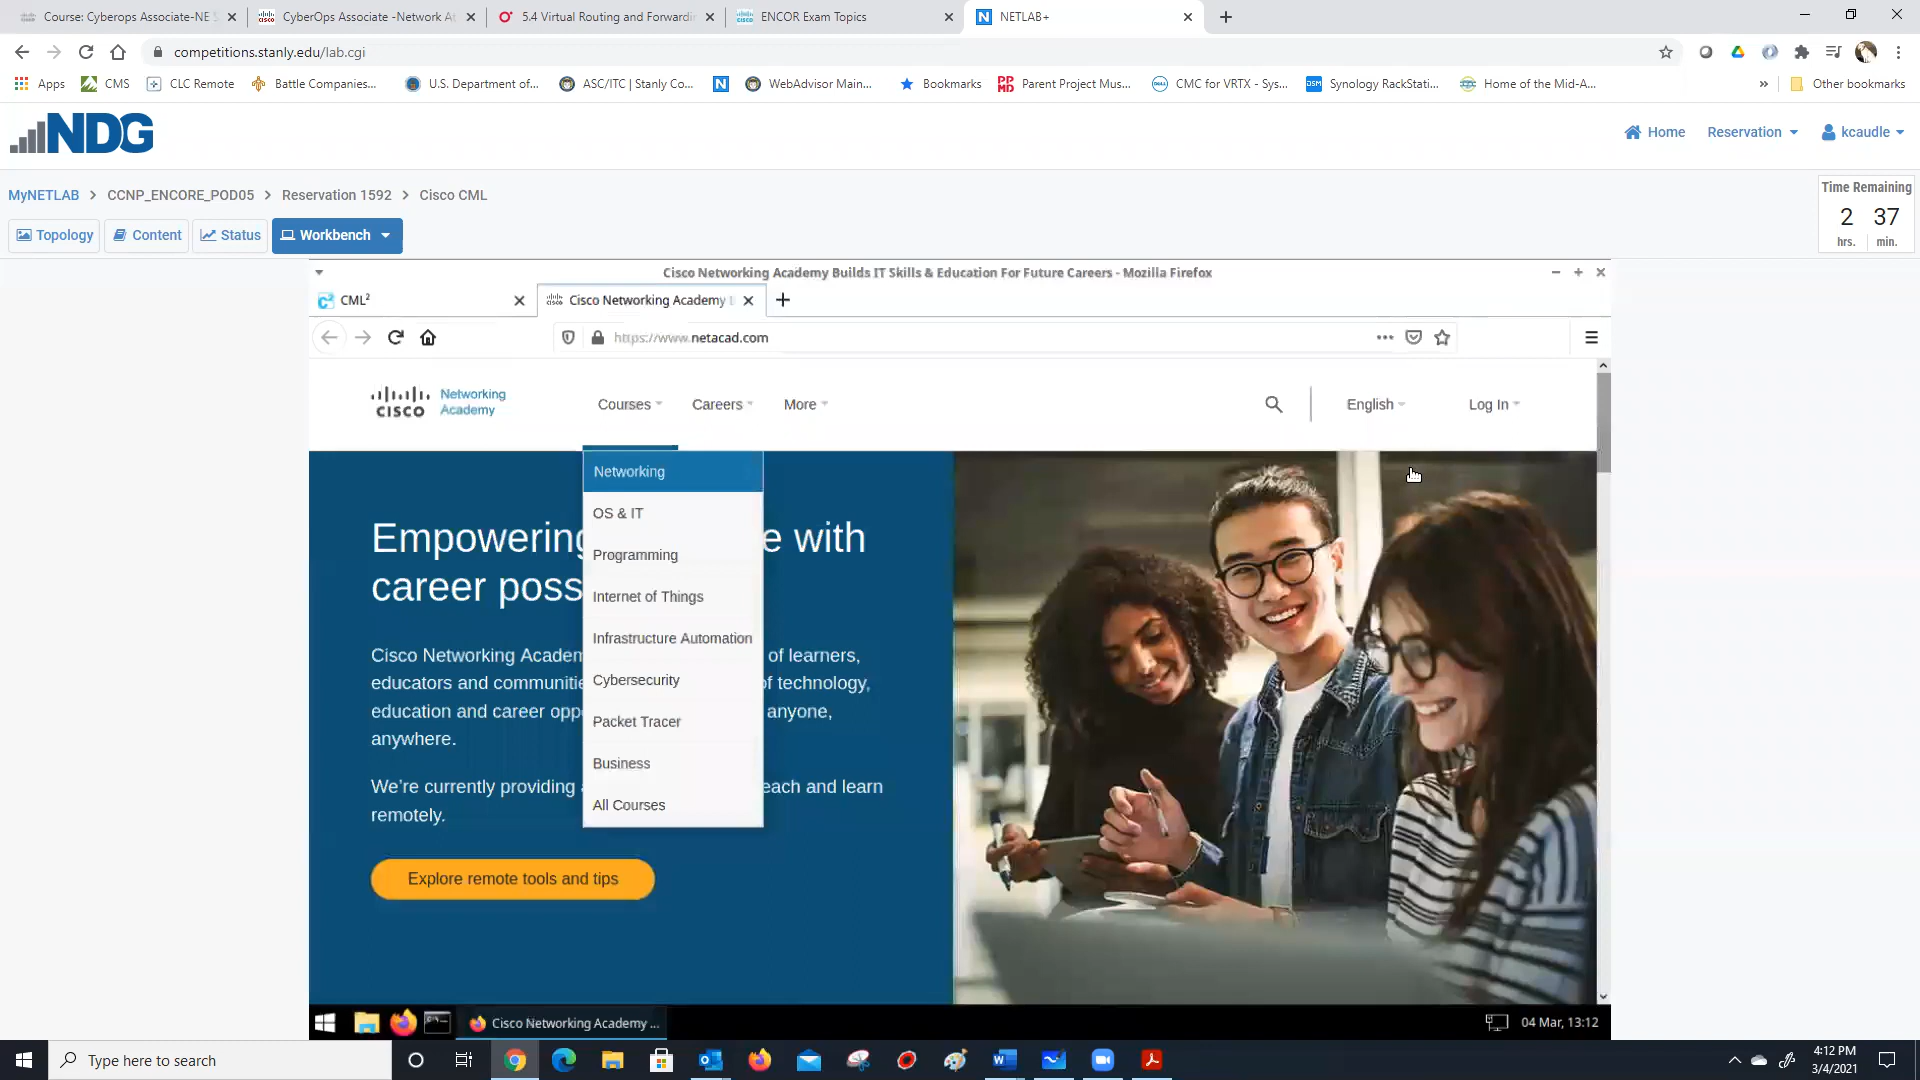 Course: Cyberops Associate-NE S
CyberOps Associate -Network At
5.4 Virtual Routing and Forwardin
ENCOR Exam Topics
NETLAB+
competitions.stanly.edu/lab.cgi
Apps
CMS
CLC Remote
Battle Companies...
U.S. Department of...
ASC/ITC | Stanly Co...
WebAdvisor Main...
Bookmarks
Parent Project Mus...
CMC for VRTX - Sys...
Synology RackStati...
Home of the Mid-A...
»
Other bookmarks
NDG
Home
Reservation
kcaudle
MyNETLAB > CCNP_ENCORE_POD05 > Reservation 1592 > Cisco CML
Time Remaining
2 37
hrs. min.
Topology
Content
Status
Workbench
Cisco Networking Academy Builds IT Skills & Education For Future Careers - Mozilla Firefox
CML²
Cisco Networking Academy
https://www.netacad.com
CISCO
Networking
Academy
Courses
Careers
More
English
Log In
Networking
OS & IT
Programming
Internet of Things
Infrastructure Automation
Cybersecurity
Packet Tracer
Business
All Courses
Empowering e with
career poss
Cisco Networking Academ of learners,
educators and communitie of technology,
education and career oppo anyone,
anywhere.
We're currently providing each and learn
remotely.
Explore remote tools and tips
Cisco Networking Academy ...
04 Mar, 13:12
Type here to search
4:12 PM
3/4/2021